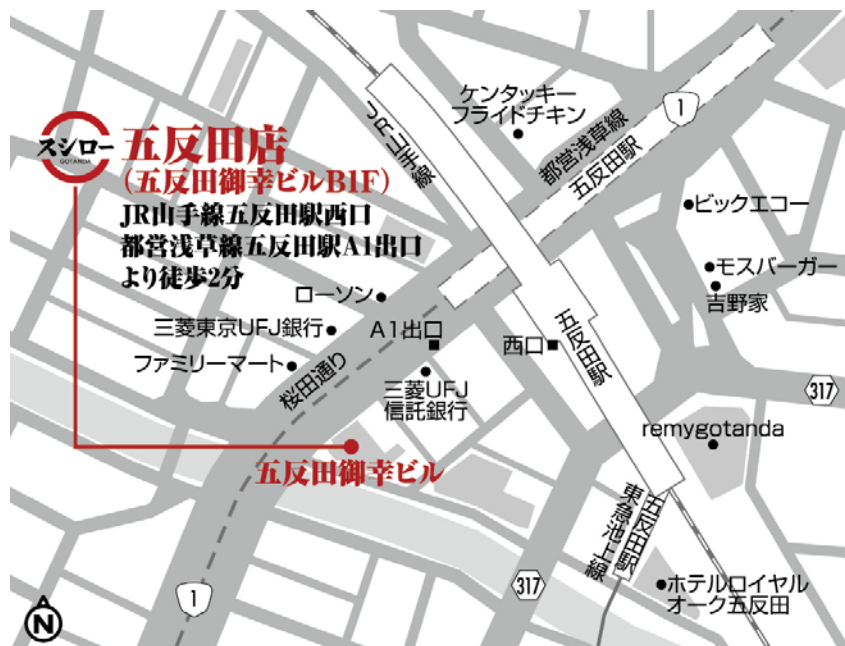 スシロー
GOTANDA
五反田店
(五反田御幸ビルB1F)
JR山手線五反田駅西口
都営浅草線五反田駅A1出口
より徒歩2分
ケンタッキー
フライドチキン
JR山手線
都営浅草線
五反田駅
1
ビックエコー
モスバーガー
吉野家
ローソン
三菱東京UFJ銀行
ファミリーマート
A1出口
西口
五反田駅
桜田通り
三菱UFJ
信託銀行
317
remygotanda
五反田御幸ビル
五反田駅
東急池上線
317
ホテルロイヤル
オーク五反田
1
N